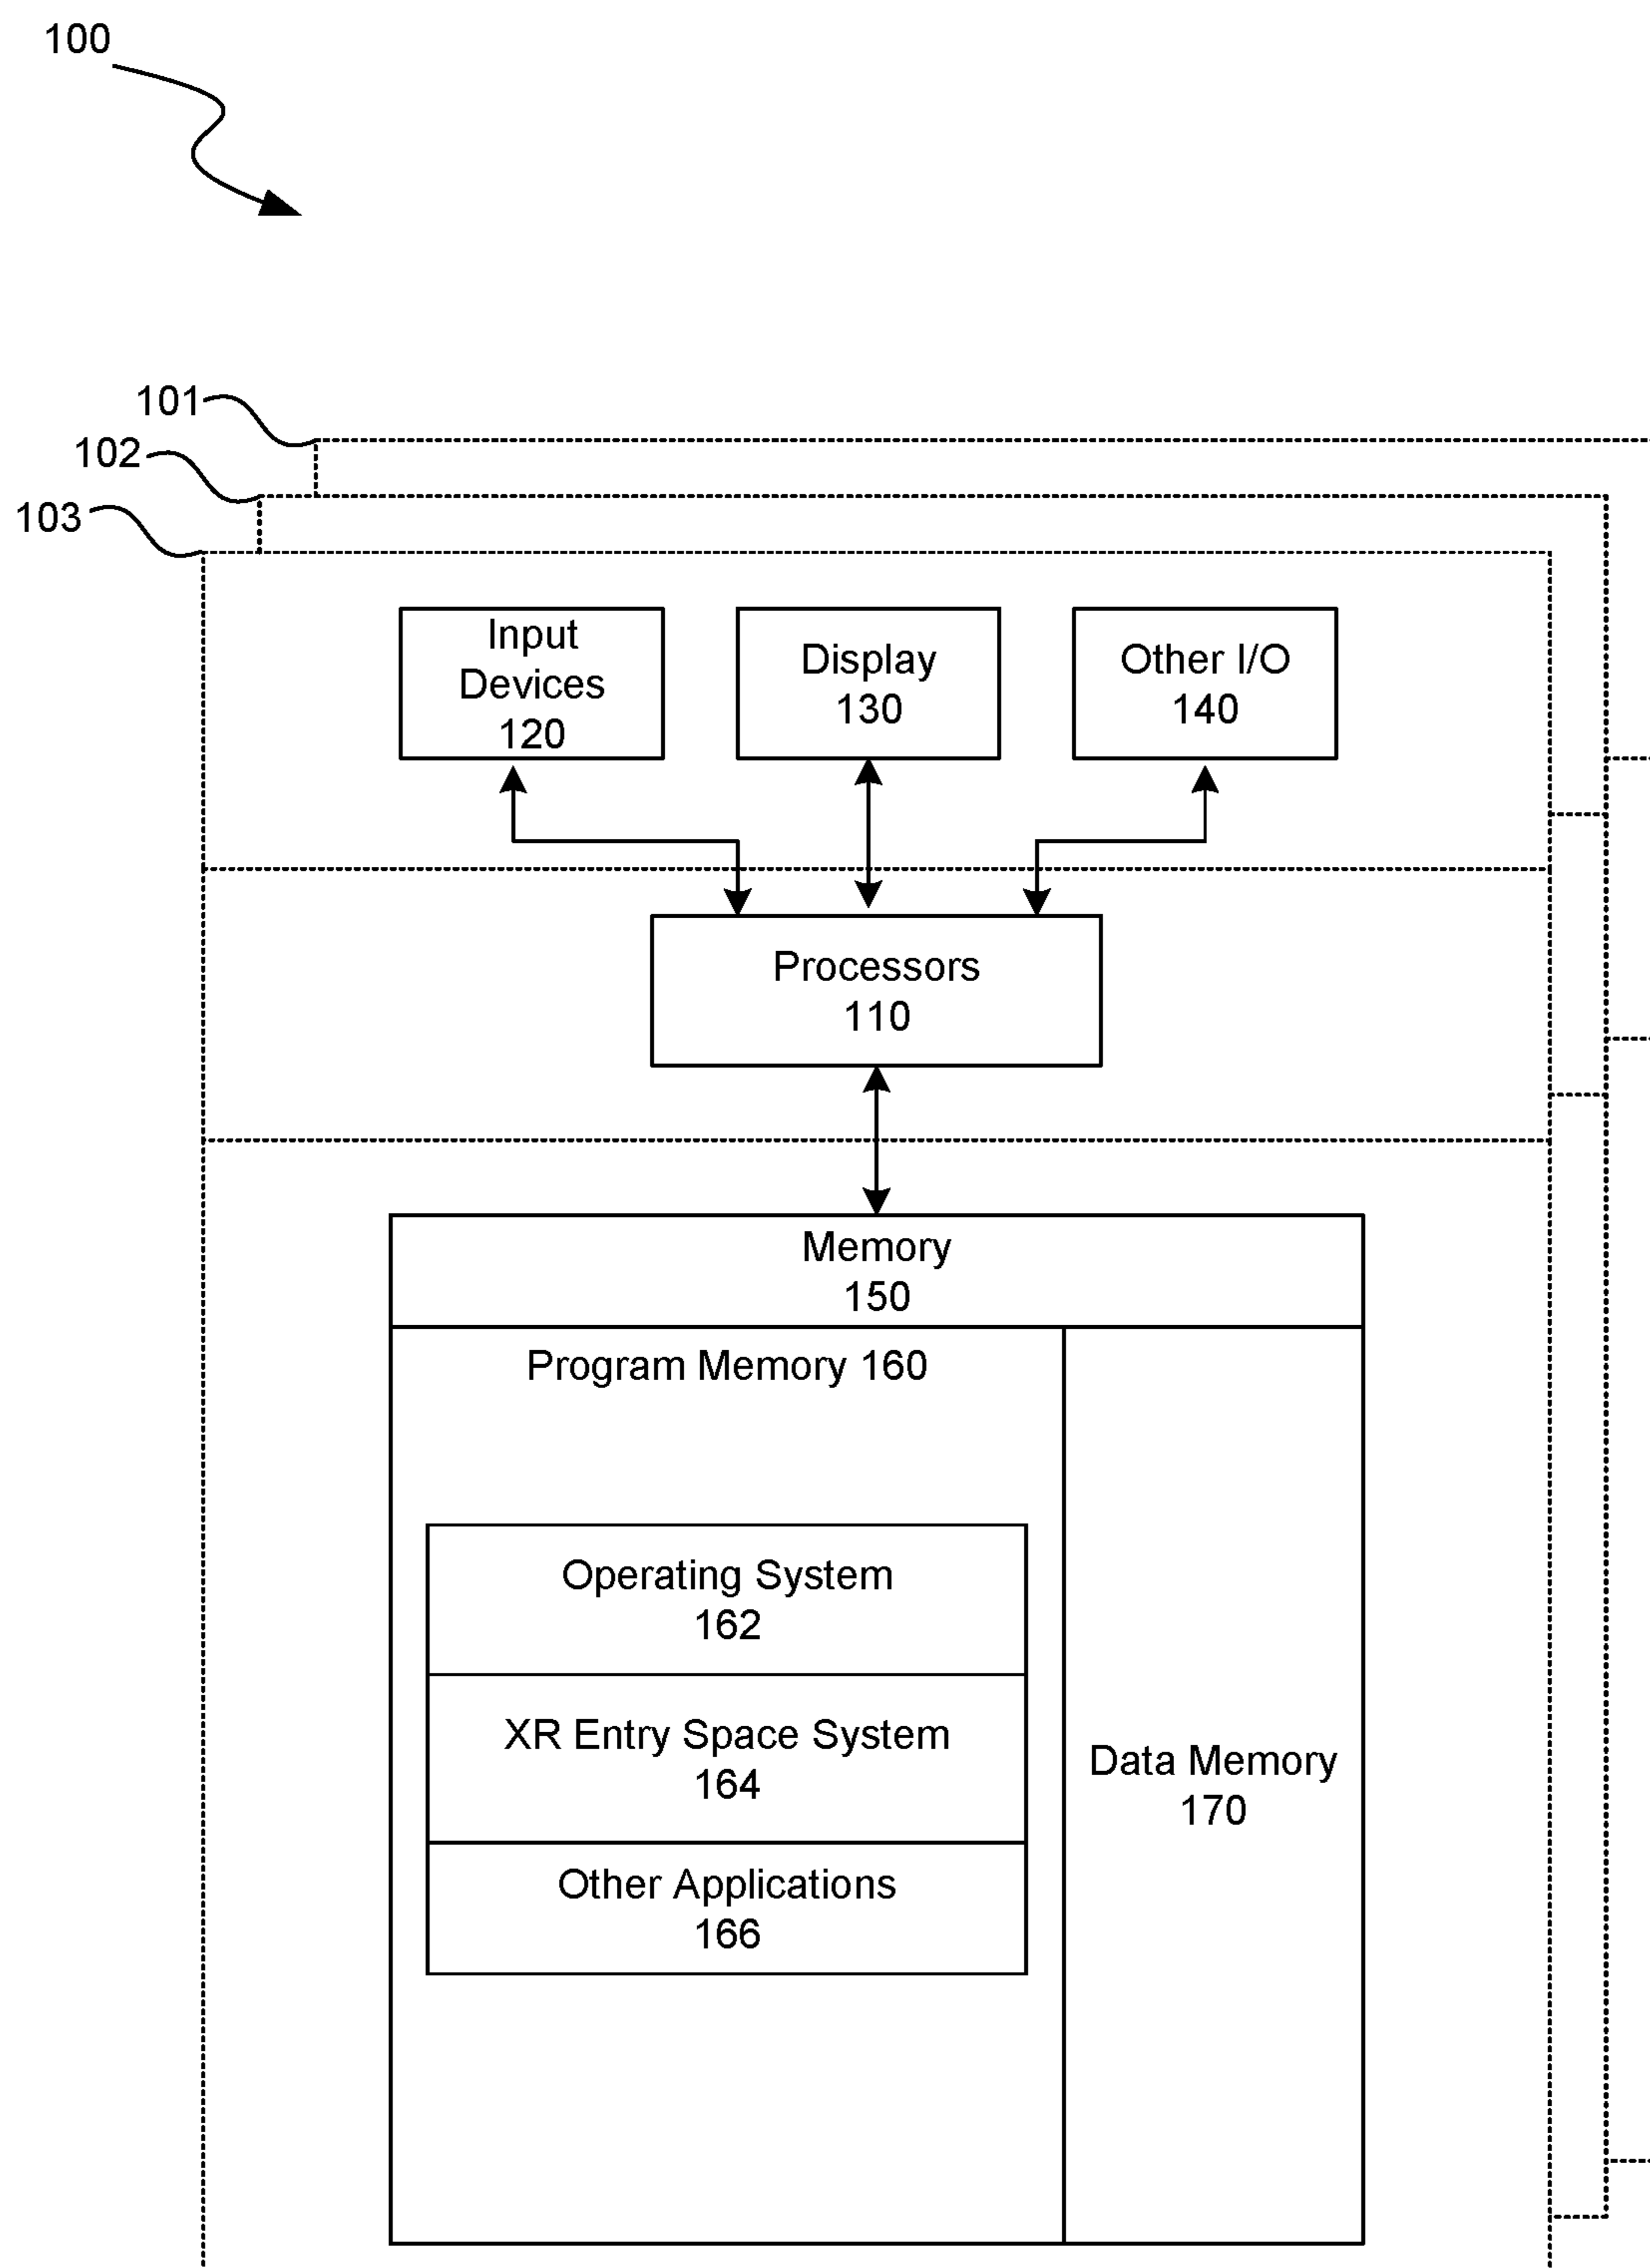 100
101
102
103
Input
Devices
120
Display
130
Other I/O
140
Processors
110
Memory
150
Program Memory 160
Operating System
162
XR Entry Space System
164
Other Applications
166
Data Memory
170